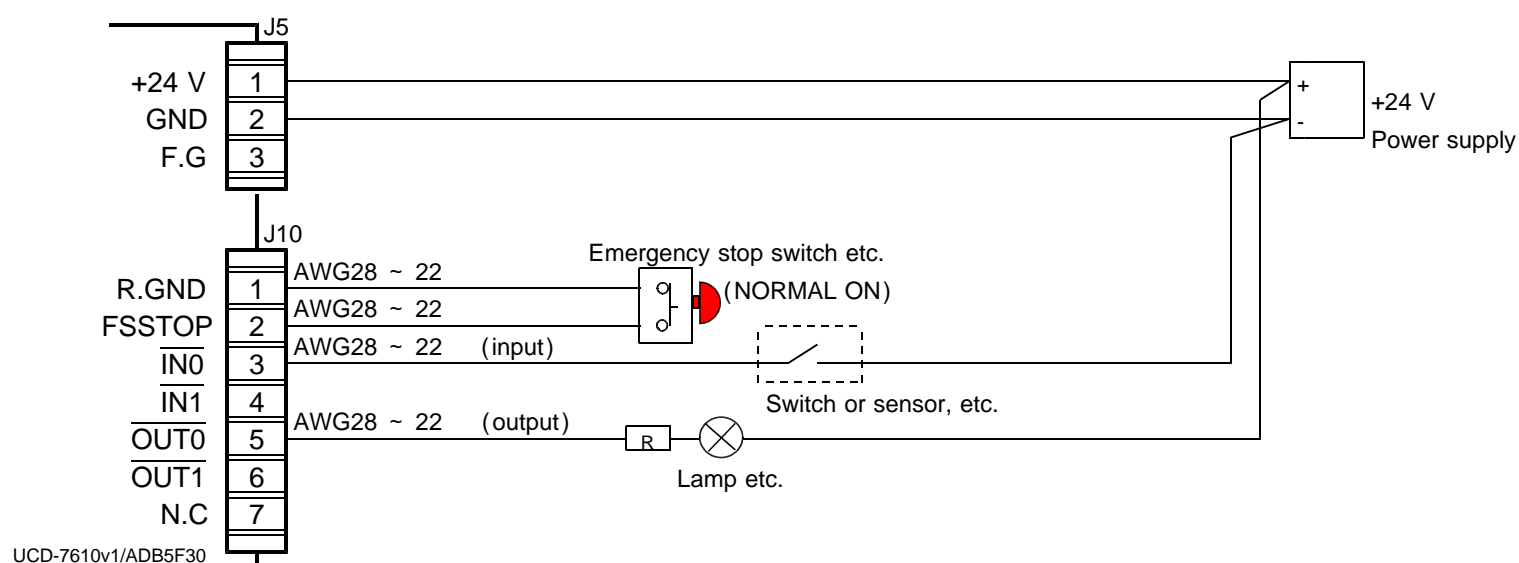 J5
+24 V 1
GND 2
F.G 3
+
-
+24 V
Power supply
J10
Emergency stop switch etc.
(NORMAL ON)
R.GND 1 AWG28 ~ 22
FSSTOP 2 AWG28 ~ 22
IN0 3 AWG28 ~ 22 (input)
IN1 4
Switch or sensor, etc.
OUT0 5 AWG28 ~ 22 (output)
R
Lamp etc.
OUT1 6
N.C 7
UCD-7610v1/ADB5F30